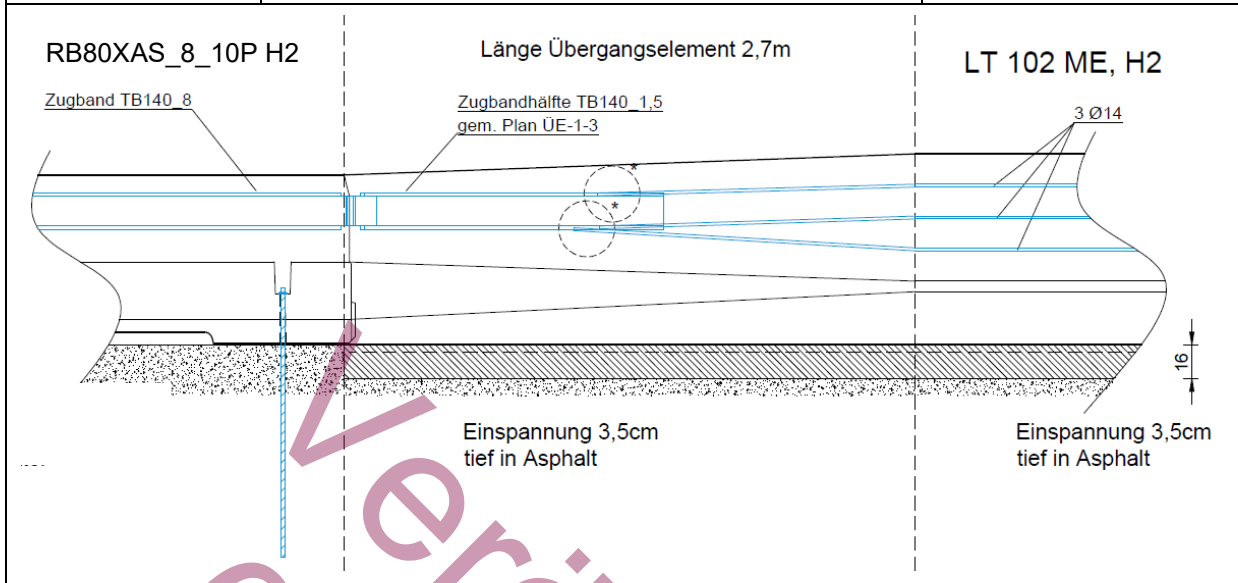 RB80XAS_8_10P H2
Länge Übergangselement 2,7m
LT 102 ME, H2
Zugband TB140_8
Zugbandhälfte TB140_1,5
gem. Plan ÜE-1-3
3 Ø14
*
*
16
Einspannung 3,5cm
tief in Asphalt
Einspannung 3,5cm
tief in Asphalt